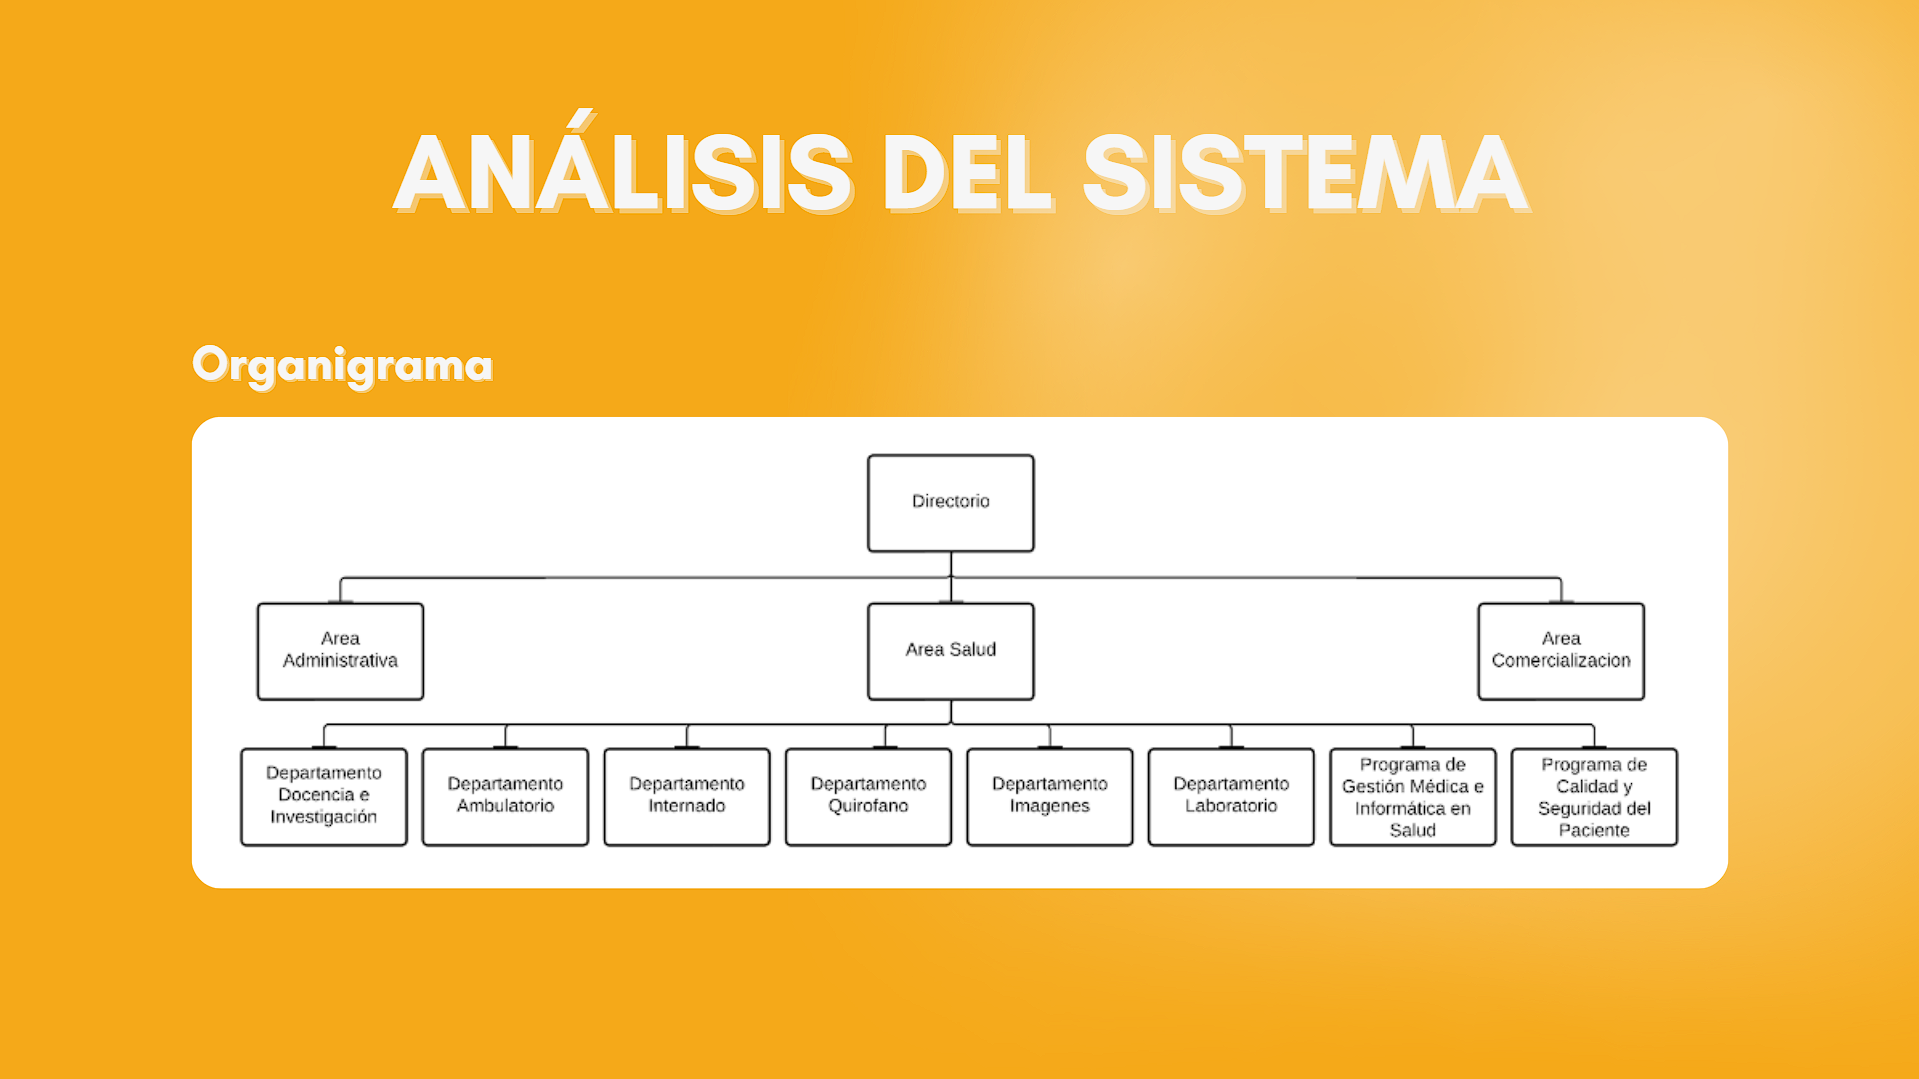 ANÁLISIS DEL SISTEMA
Organigrama
Directorio
Area
Administrativa
Area Salud
Area
Comercializacion
Departamento
Docencia e
Investigación
Departamento
Ambulatorio
Departamento
Internado
Departamento
Quirofano
Departamento
Imagenes
Departamento
Laboratorio
Programa de
Gestión Médica e
Informática en
Salud
Programa de
Calidad y
Seguridad del
Paciente